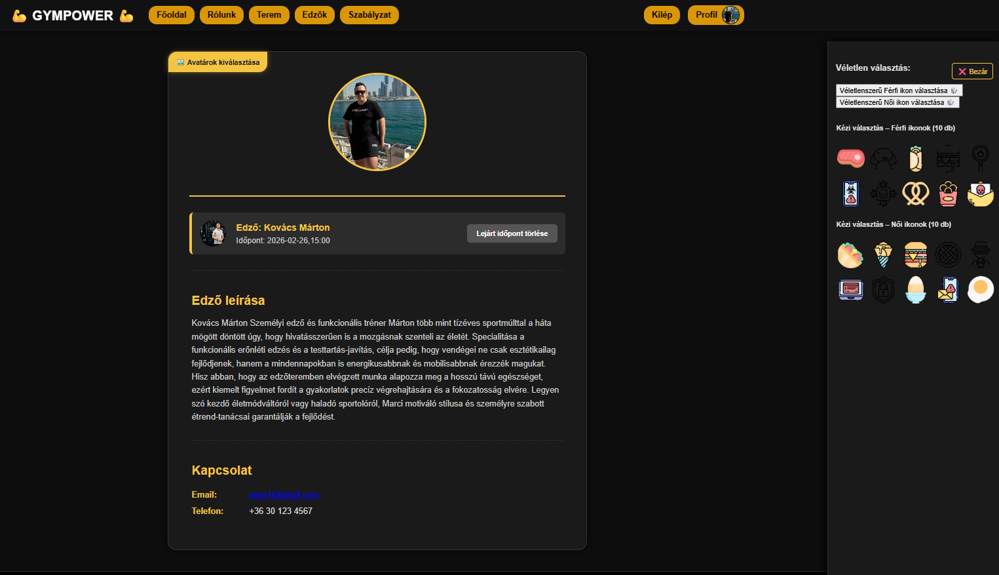 GYMPOWER
Főoldal
Rólunk
Terem
Edzők
Szabályzat
Kilép
Profil
Avatárok kiválasztása
Edző: Kovács Márton
Időpont: 2026-02-26,15:00
Lejárt időpont törlése
Edző leírása
Kovács Márton Személyi edző és funkcionális tréner Márton több mint tízéves sportmúlttal a háta
mögött döntött úgy, hogy hivatásszerűen is a mozgásnak szenteli az életét. Specialitása a
funkcionális erőnléti edzés és a testtartás-javítás, célja pedig, hogy vendégei ne csak esztétikailag
fejlődjenek, hanem a mindennapokban is energikusabbnak és mobilisabbnak érezzék magukat.
Hisz abban, hogy az edzőteremben elvégzett munka alapozza meg a hosszú távú egészséget,
ezért kiemelt figyelmet fordít a gyakorlatok precíz végrehajtására és a fokozatosság elvére. Legyen
szó kezdő életmódváltóról vagy haladó sportolóról, Marci motiváló stílusa és személyre szabott
étrend-tanácsai garantálják a fejlődést.
Kapcsolat
Email:
Telefon: +36 30 123 4567
Véletlen választás:
Bezár
Véletlenszerű Férfi ikon választása
Véletlenszerű Női ikon választása
Kézi választás – Férfi ikonok (10 db)
Kézi választás – Női ikonok (10 db)